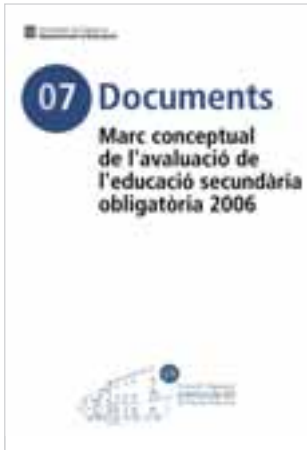 07 Documents
Marc conceptual
de l'avaluació de
l'educació secundària
obligatòria 2006